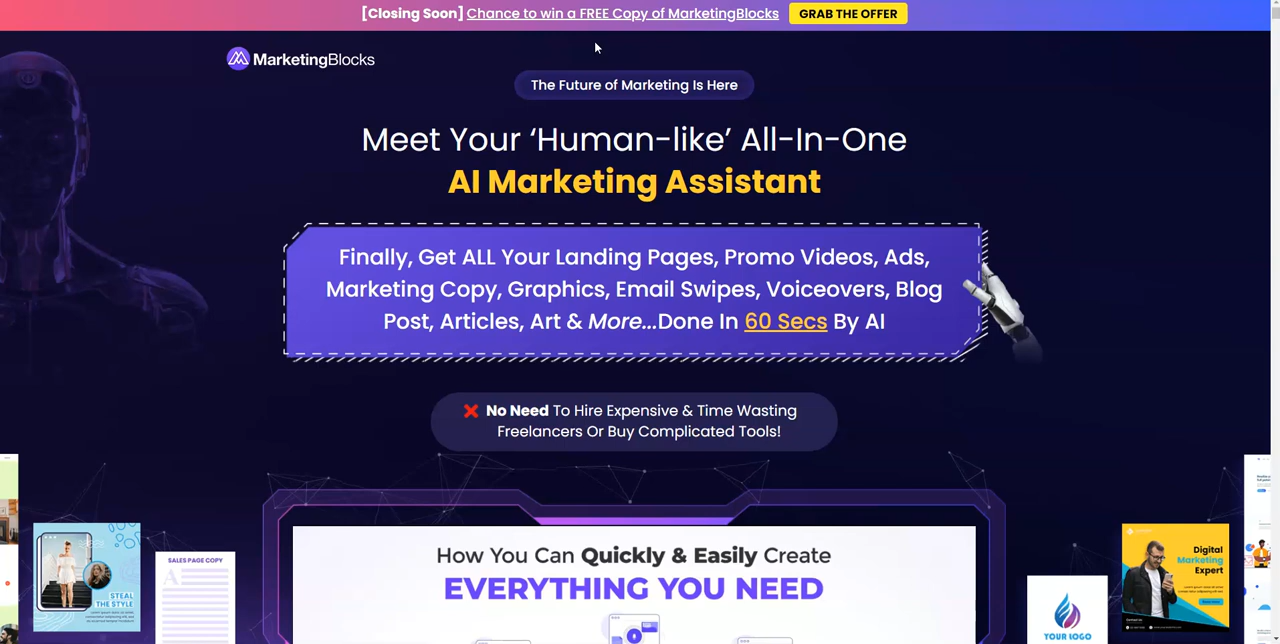 [Closing Soon] Chance to win a FREE Copy of MarketingBlocks GRAB THE OFFER
MarketingBlocks
The Future of Marketing Is Here
Meet Your ‘Human-like’ All-In-One
AI Marketing Assistant
Finally, Get ALL Your Landing Pages, Promo Videos, Ads,
Marketing Copy, Graphics, Email Swipes, Voiceovers, Blog
Post, Articles, Art & More...Done In 60 Secs By AI
No Need To Hire Expensive & Time Wasting
Freelancers Or Buy Complicated Tools!
How You Can Quickly & Easily Create
EVERYTHING YOU NEED
STEAL
THE STYLE
SALES PAGE COPY
A
YOUR LOGO
Digital
Marketing
Expert